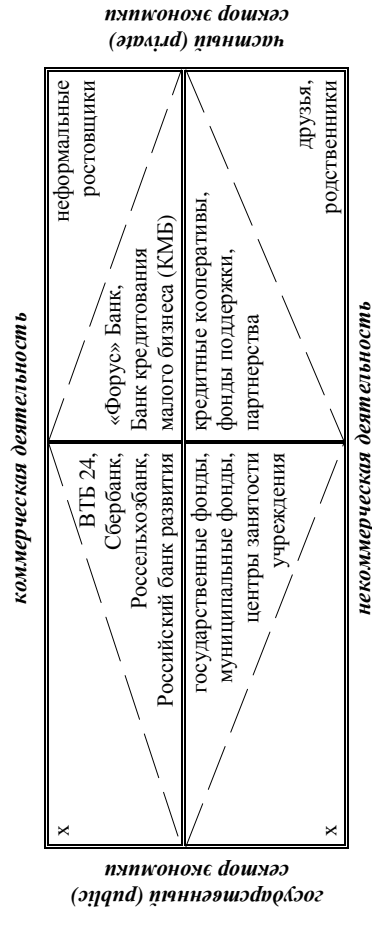 коммерческая деятельность
государственный (public)
сектор экономики
х
ВТБ 24,
Сбербанк,
Россельхозбанк,
Российский банк развития
неформальные
ростовщики
«Форус» Банк,
Банк кредитования
малого бизнеса (КМБ)
государственные фонды,
муниципальные фонды,
центры занятости
учреждения
х
кредитные кооперативы,
фонды поддержки,
партнерства
друзья,
родственники
частный (private)
сектор экономики
некоммерческая деятельность